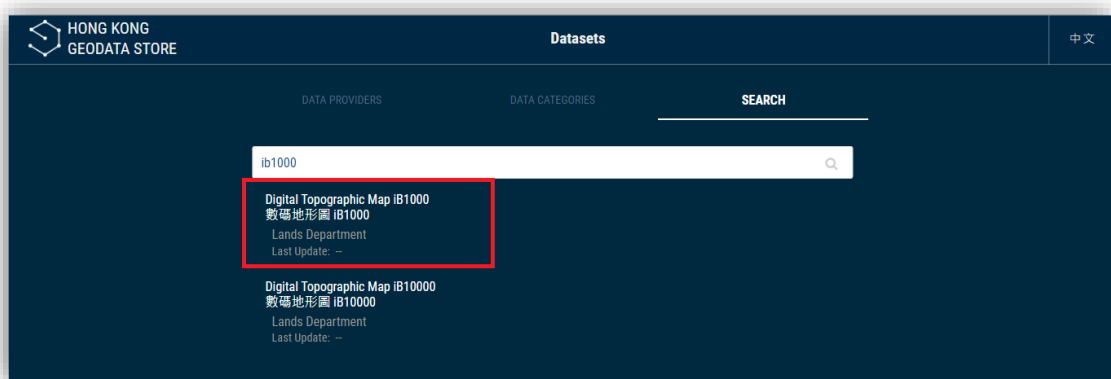 HONG KONG
GEODATA STORE
Datasets
中文
DATA PROVIDERS
DATA CATEGORIES
SEARCH
ib1000
Digital Topographic Map iB1000
數碼地形圖 iB1000
Lands Department
Last Update: --
Digital Topographic Map iB10000
數碼地形圖 iB10000
Lands Department
Last Update: --